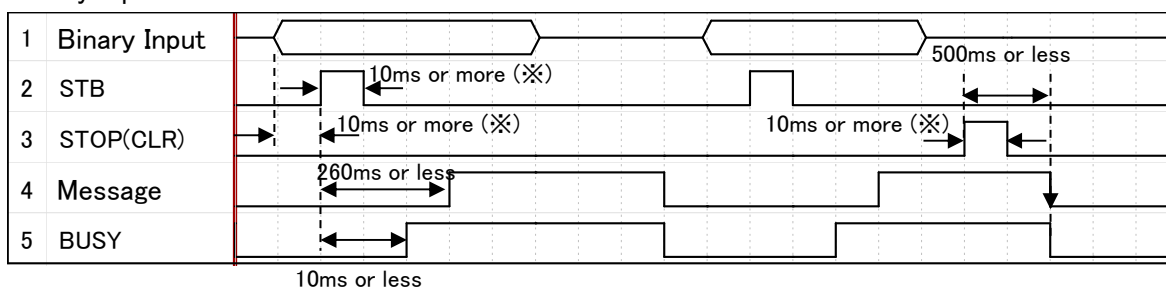 1 Binary Input
500ms or less
2 STB
10ms or more (※)
3 STOP(CLR)
10ms or more (※)
10ms or more (※)
4 Message
260ms or less
5 BUSY
10ms or less